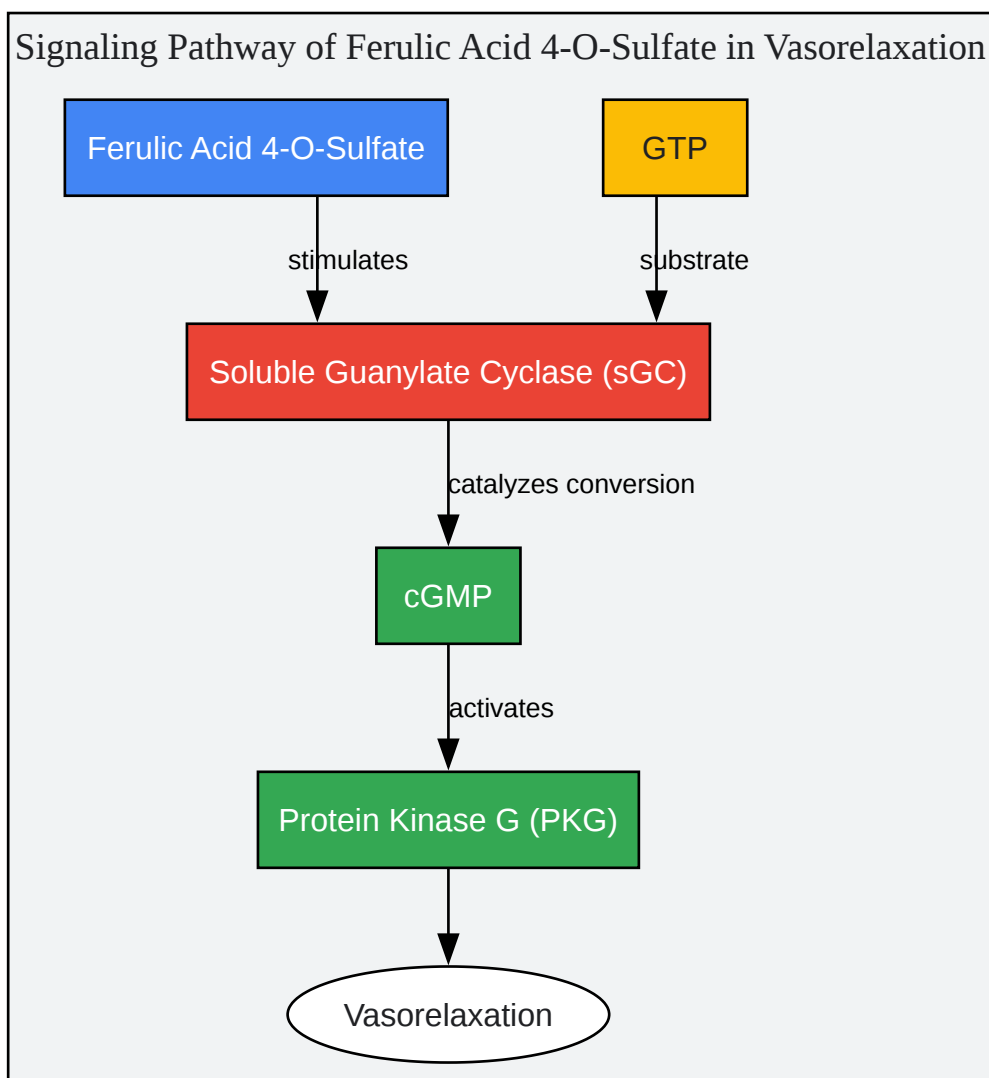 Signaling Pathway of Ferulic Acid 4-O-Sulfate in Vasorelaxation
Ferulic Acid 4-O-Sulfate
GTP
stimulates
substrate
Soluble Guanylate Cyclase (sGC)
catalyzes conversion
cGMP
activates
Protein Kinase G (PKG)
Vasorelaxation